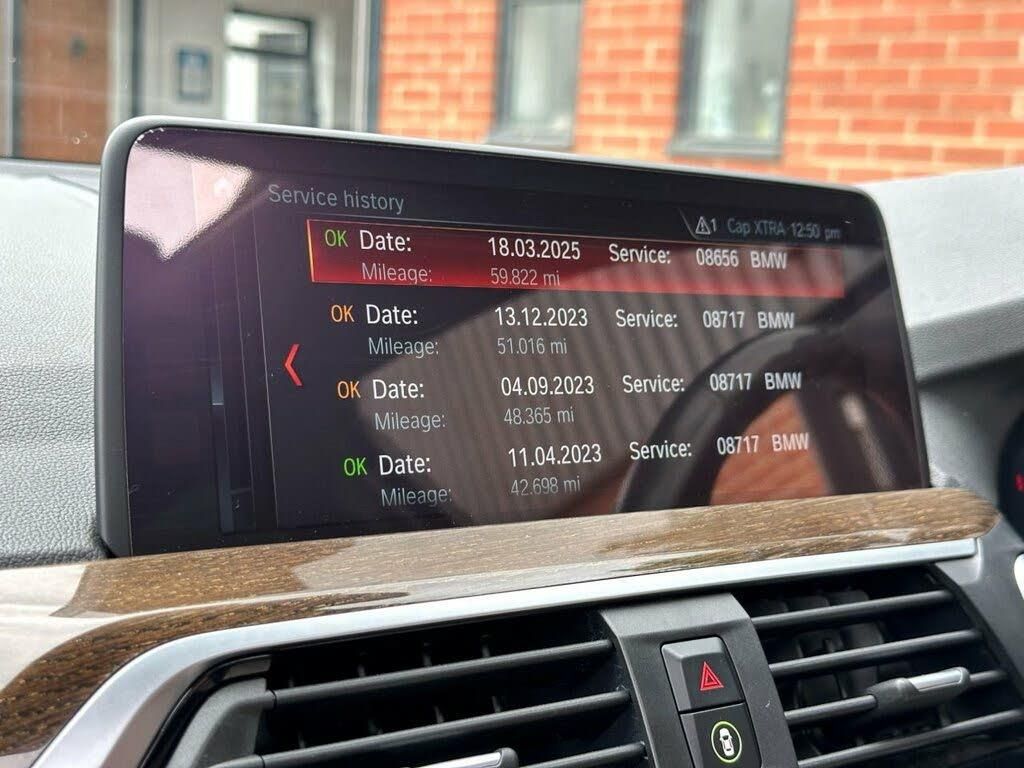 Service history
1 Cap XTRA 12:50 pm
OK Date: 18.03.2025 Service: 08656 BMW
Mileage: 59.822 mi
OK Date: 13.12.2023 Service: 08717 BMW
Mileage: 51.016 mi
OK Date: 04.09.2023 Service: 08717 BMW
Mileage: 48.365 mi
OK Date: 11.04.2023 Service: 08717 BMW
Mileage: 42.698 mi